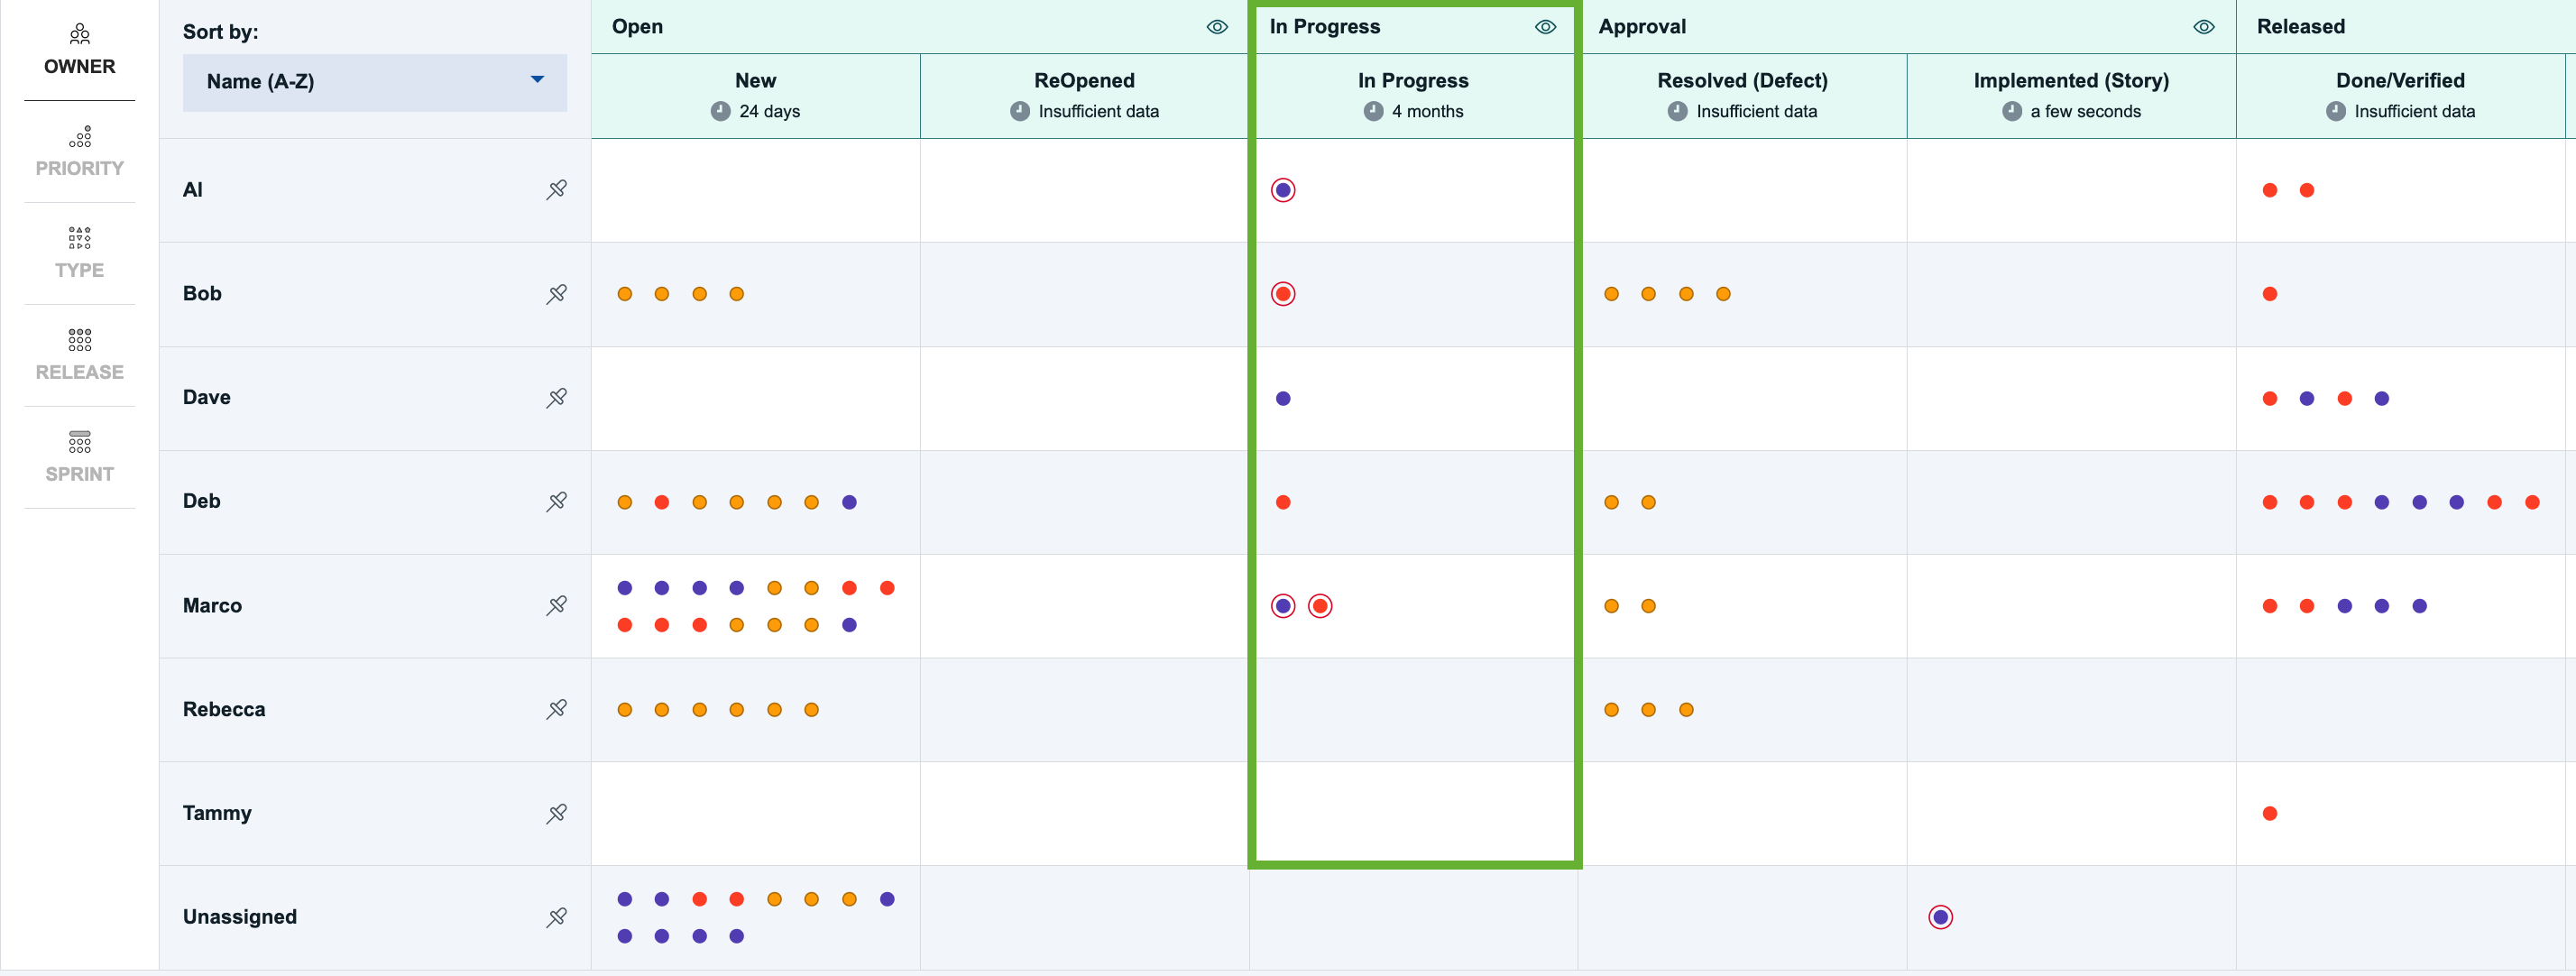 OWNER
PRIORITY
TYPE
RELEASE
SPRINT
Sort by:
Name (A-Z)
Open
In Progress
Approval
Released
New
24 days
ReOpened
Insufficient data
In Progress
4 months
Resolved (Defect)
Insufficient data
Implemented (Story)
a few seconds
Done/Verified
Insufficient data
Al
Bob
Dave
Deb
Marco
Rebecca
Tammy
Unassigned